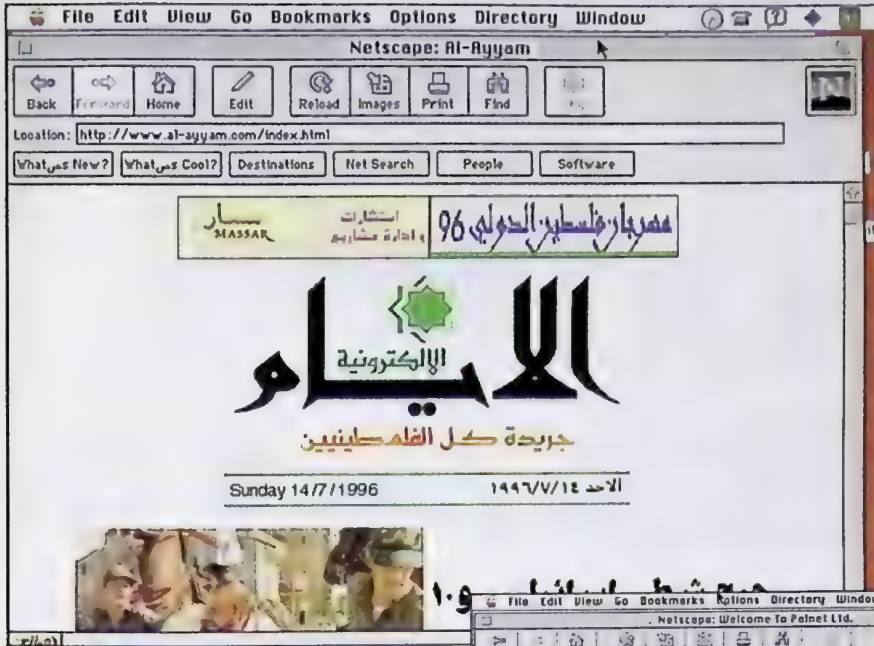 File Edit View Go Bookmarks Options Directory Window
Netscape: Al-Ayyam
Back Forward Home Edit Reload Images Print Find
Location: http://www.al-ayyam.com/index.html
Whatصs New? Whatصs Cool? Destinations Net Search People Software
مسار
MASSAR
استشارات
وادارة مشاريع
مهرجان فلسطين الدولي 96
الايام
الإلكترونية
جريدة كل الفلسطينيين
Sunday 14/7/1996 الاحد ١٩٩٦/٧/١٤
File Edit View Go Bookmarks Options Directory Window
Netscape: Welcome To Palnet Ltd.